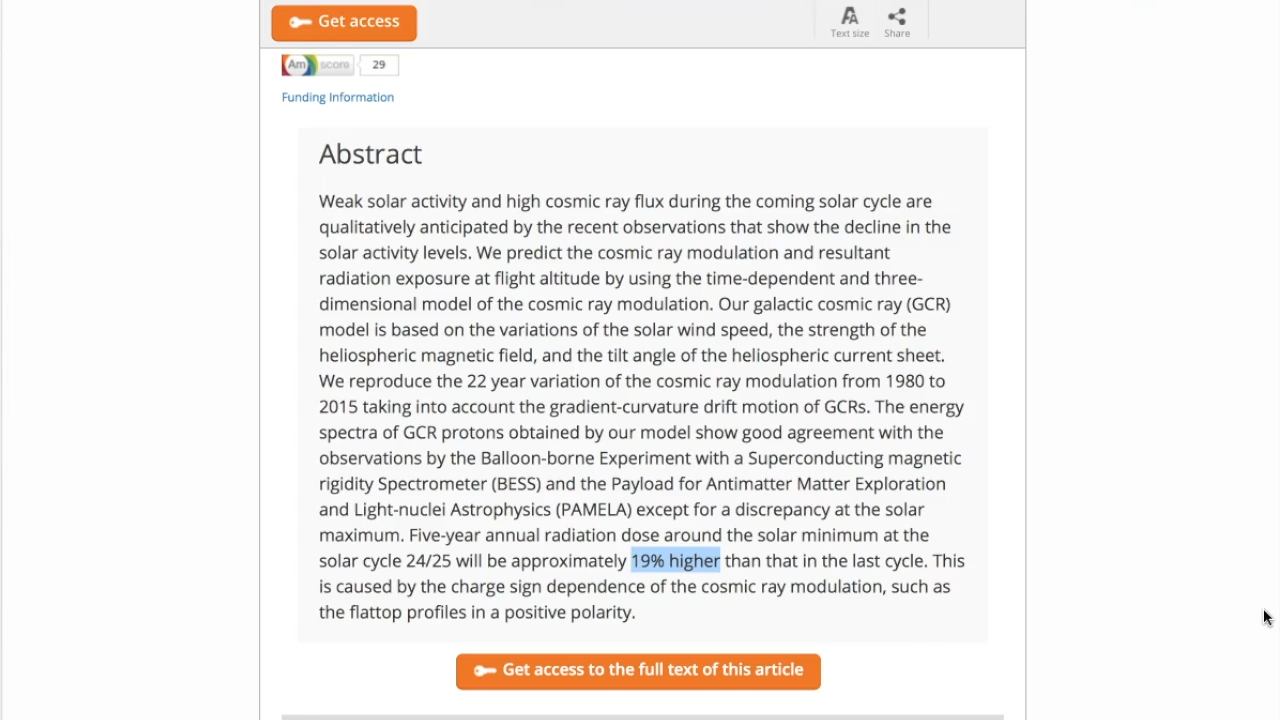 Get access
Text size
Share
Am score 29
Funding Information
Abstract
Weak solar activity and high cosmic ray flux during the coming solar cycle are
qualitatively anticipated by the recent observations that show the decline in the
solar activity levels. We predict the cosmic ray modulation and resultant
radiation exposure at flight altitude by using the time-dependent and three-
dimensional model of the cosmic ray modulation. Our galactic cosmic ray (GCR)
model is based on the variations of the solar wind speed, the strength of the
heliospheric magnetic field, and the tilt angle of the heliospheric current sheet.
We reproduce the 22 year variation of the cosmic ray modulation from 1980 to
2015 taking into account the gradient-curvature drift motion of GCRs. The energy
spectra of GCR protons obtained by our model show good agreement with the
observations by the Balloon-borne Experiment with a Superconducting magnetic
rigidity Spectrometer (BESS) and the Payload for Antimatter Matter Exploration
and Light-nuclei Astrophysics (PAMELA) except for a discrepancy at the solar
maximum. Five-year annual radiation dose around the solar minimum at the
solar cycle 24/25 will be approximately 19% higher than that in the last cycle. This
is caused by the charge sign dependence of the cosmic ray modulation, such as
the flattop profiles in a positive polarity.
Get access to the full text of this article